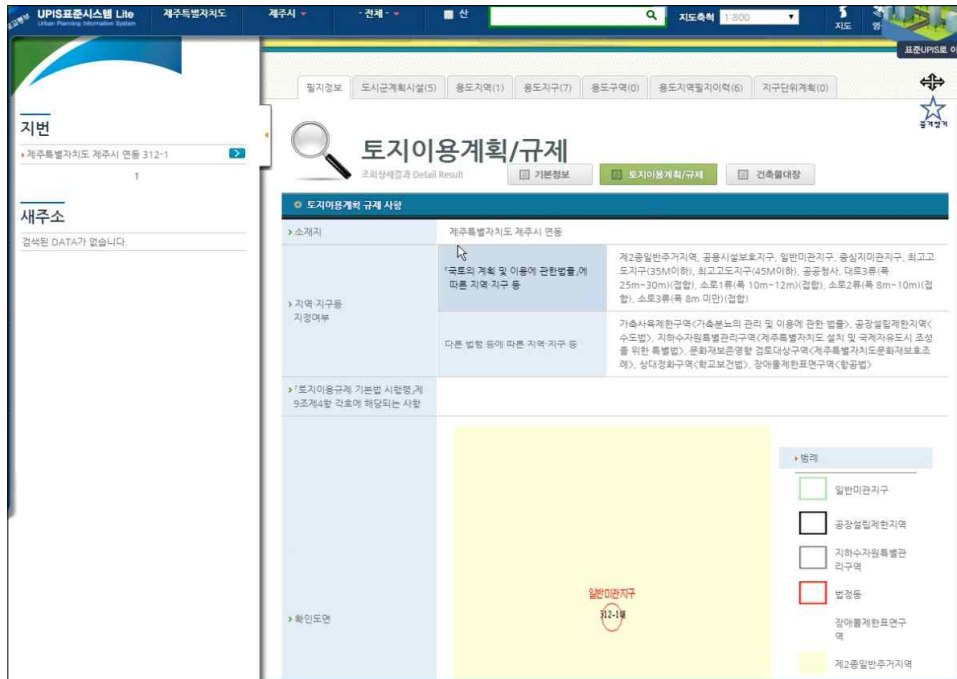 UPIS표준시스템 Lite
Urban Planning Information System
제주특별자치도
제주시
- 전체 -
산
지도축척
1:800
지도
표준UPIS로
필지정보
도시군계획시설(5)
용도지역(1)
용도지구(7)
용도구역(0)
용도지역필지이력(6)
지구단위계획(0)
즐겨찾기
지번
제주특별자치도 제주시 연동 312-1
1
새주소
검색된 DATA가 없습니다.
토지이용계획/규제
조회상세결과 Detail Result
기본정보
토지이용계획/규제
건축물대장
토지이용계획 규제 사항
소재지
제주특별자치도 제주시 연동
지역·지구등
지정여부
「국토의 계획 및 이용에 관한법률」에
따른 지역·지구 등
제2종일반주거지역, 공용시설보호지구, 일반미관지구, 중심지미관지구, 최고고
도지구(35M이하), 최고고도지구(45M이하), 공공청사, 대로3류(폭
25m~30m)(접합), 소로1류(폭 10m~12m)(접합), 소로2류(폭 8m~10m)(접
합), 소로3류(폭 8m 미만)(접합)
다른 법령 등에 따른 지역·지구 등
가축사육제한구역<가축분뇨의 관리 및 이용에 관한 법률>, 공장설립제한지역<
수도법>, 지하수자원특별관리구역<제주특별자치도 설치 및 국제자유도시 조성
을 위한 특별법>, 문화재보존영향 검토대상구역<제주특별자치도문화재보호조
례>, 상대정화구역<학교보건법>, 장애물제한표면구역<항공법>
「토지이용규제 기본법 시행령」제
9조제4항 각호에 해당되는 사항
확인도면
일반미관지구
312-1대
범례
일반미관지구
공장설립제한지역
지하수자원특별관
리구역
법정동
장애물제한표면구
역
제2종일반주거지역